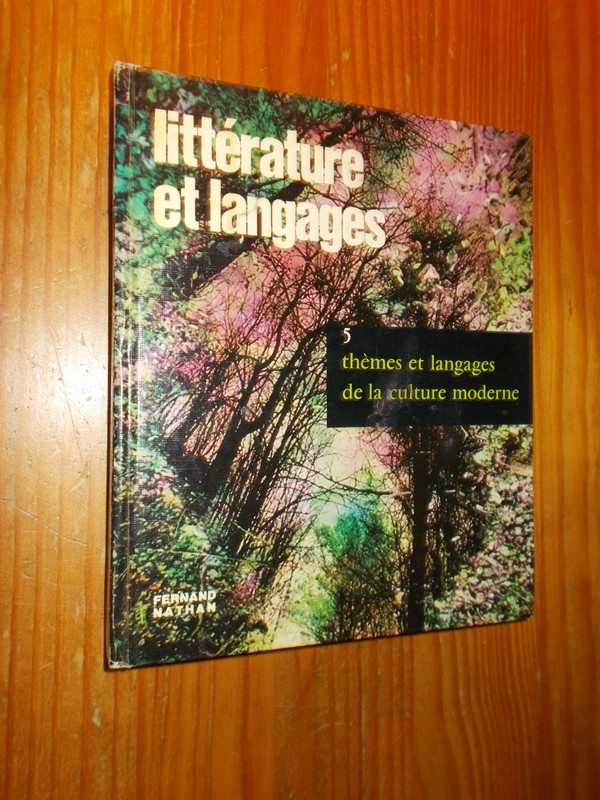 littérature
et langages
5
thèmes et langages
de la culture moderne
FERNAND
NATHAN